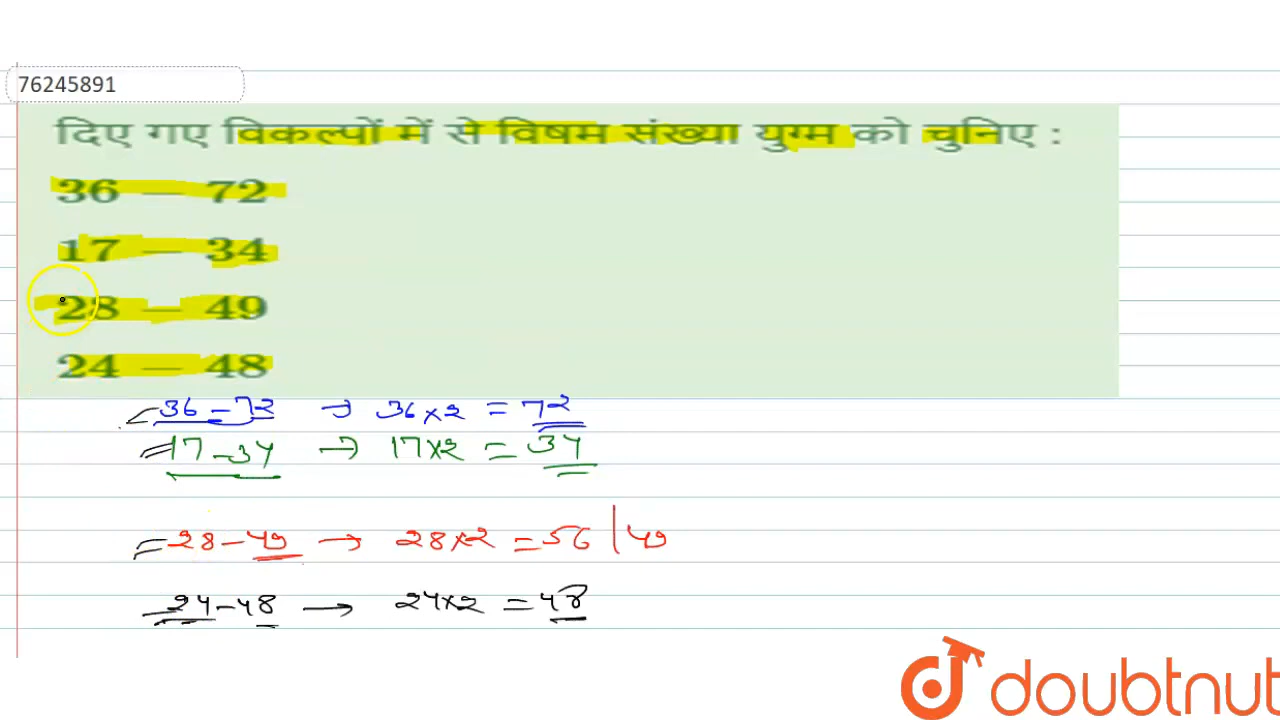 76245891
दिए गए विकल्पों में से विषम संख्या युग्म को चुनिए :
36 – 72
17 – 34
28 – 49
24 – 48
36 – 72 → 36 × 2 = 72
17 – 34 → 17 × 2 = 34
28 – 49 → 28 × 2 = 56 | 49
24 – 48 → 24 × 2 = 48
doubtnut